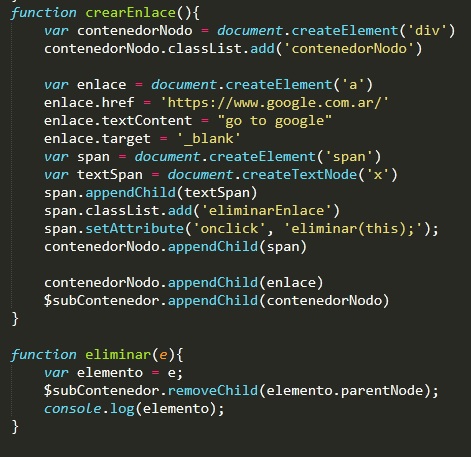 function crearEnlace(){
var contenedorNodo = document.createElement('div')
contenedorNodo.classList.add('contenedorNodo')
var enlace = document.createElement('a')
enlace.href = 'https://www.google.com.ar/'
enlace.textContent = "go to google"
enlace.target = '_blank'
var span = document.createElement('span')
var textSpan = document.createTextNode('x')
span.appendChild(textSpan)
span.classList.add('eliminarEnlace')
span.setAttribute('onclick', 'eliminar(this);');
contenedorNodo.appendChild(span)
contenedorNodo.appendChild(enlace)
$subContenedor.appendChild(contenedorNodo)
}
function eliminar(e){
var elemento = e;
$subContenedor.removeChild(elemento.parentNode);
console.log(elemento);
}